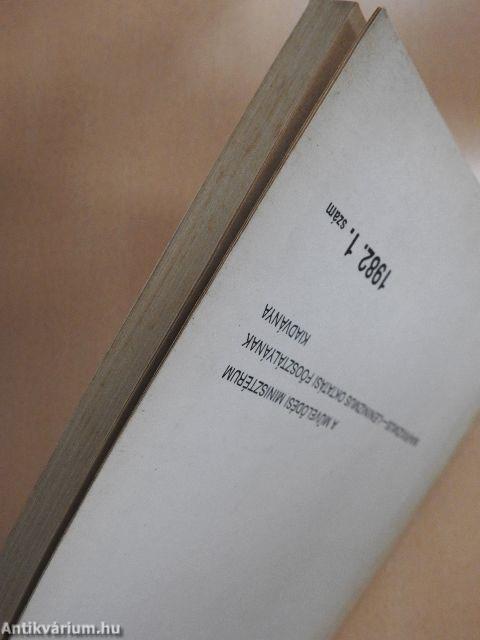 A MŰVELŐDÉSI MINISZTÉRIUM
MARXIZMUS–LENINIZMUS OKTATÁSI FŐOSZTÁLYÁNAK
KIADVÁNYA
1982. 1. szám
Antikvárium.hu